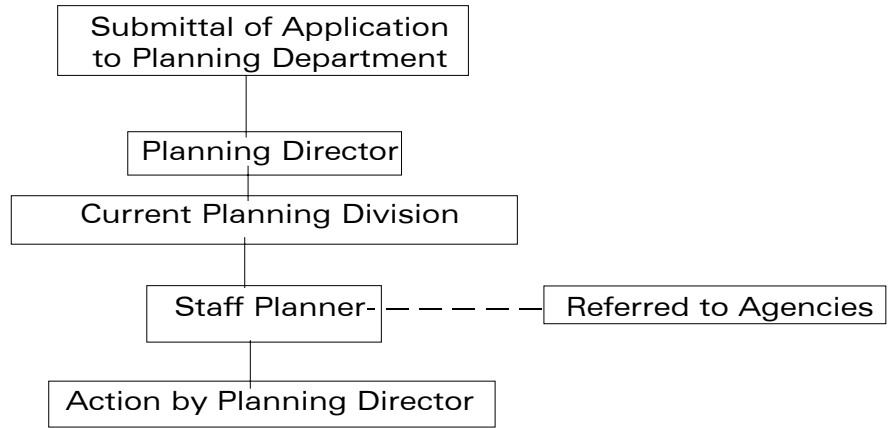 Submittal of Application
to Planning Department
Planning Director
Current Planning Division
Staff Planner
Referred to Agencies
Action by Planning Director